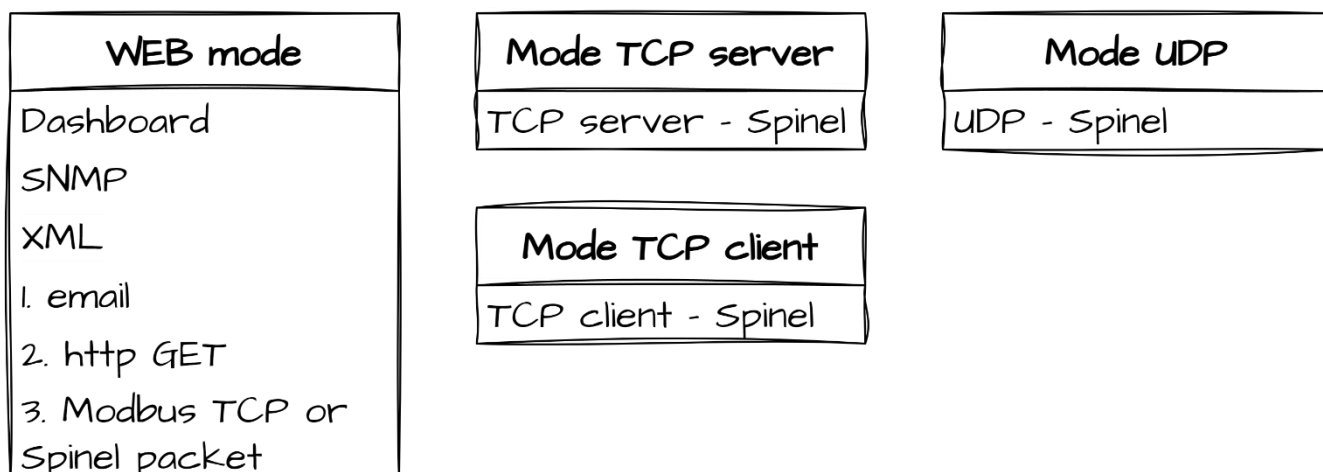 WEB mode
Dashboard
SNMP
XML
1. email
2. http GET
3. Modbus TCP or
Spinel packet
Mode TCP server
TCP server - Spinel
Mode TCP client
TCP client - Spinel
Mode UDP
UDP - Spinel